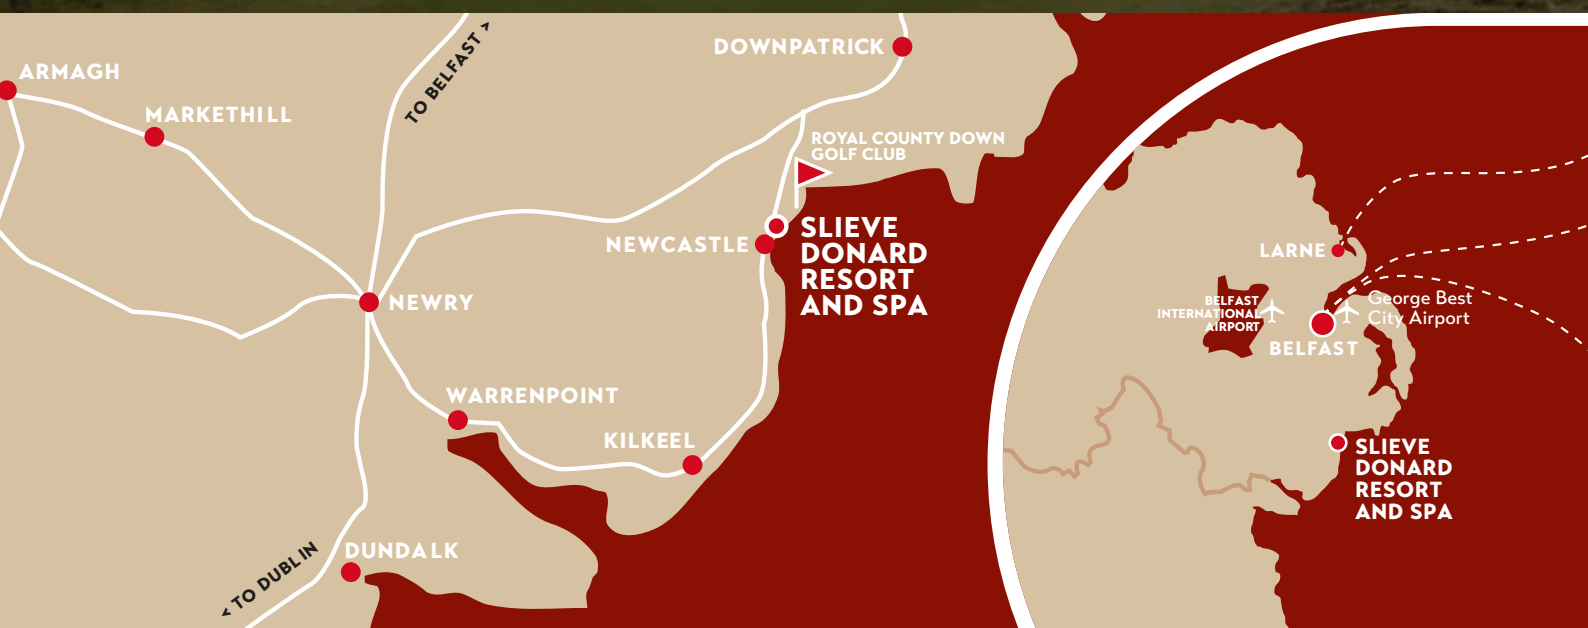 ARMAGH
MARKETHILL
TO BELFAST >
DOWNPATRICK
ROYAL COUNTY DOWN
GOLF CLUB
NEWCASTLE
SLIEVE
DONARD
RESORT
AND SPA
NEWRY
WARRENPOINT
KILKEEL
DUNDALK
< TO DUBLIN
LARNE
BELFAST
INTERNATIONAL
AIRPORT
George Best
City Airport
BELFAST
SLIEVE
DONARD
RESORT
AND SPA